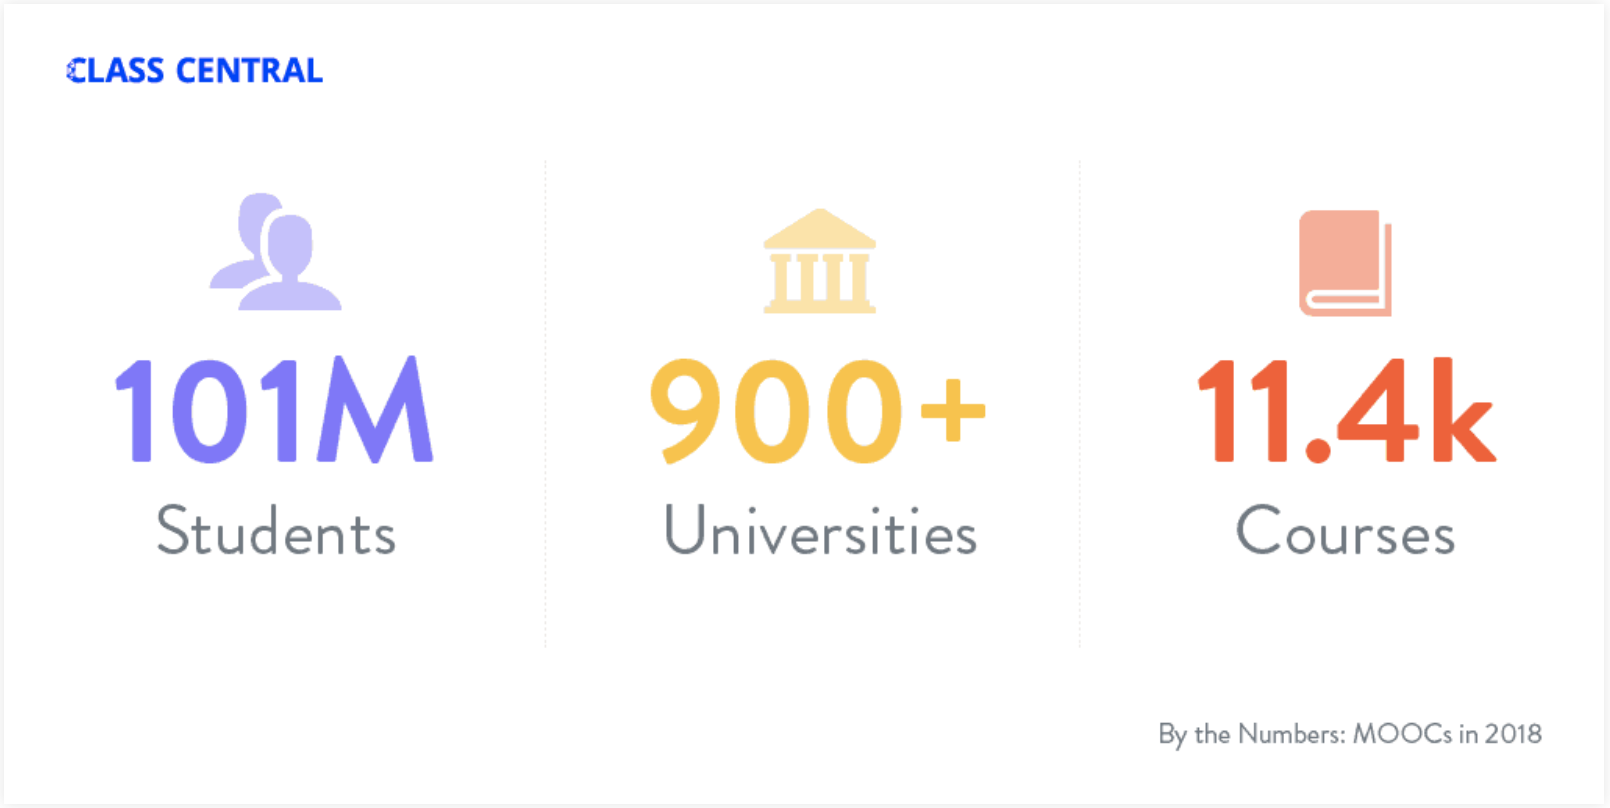 CLASS CENTRAL
101M
Students
900+
Universities
11.4k
Courses
By the Numbers: MOOCs in 2018